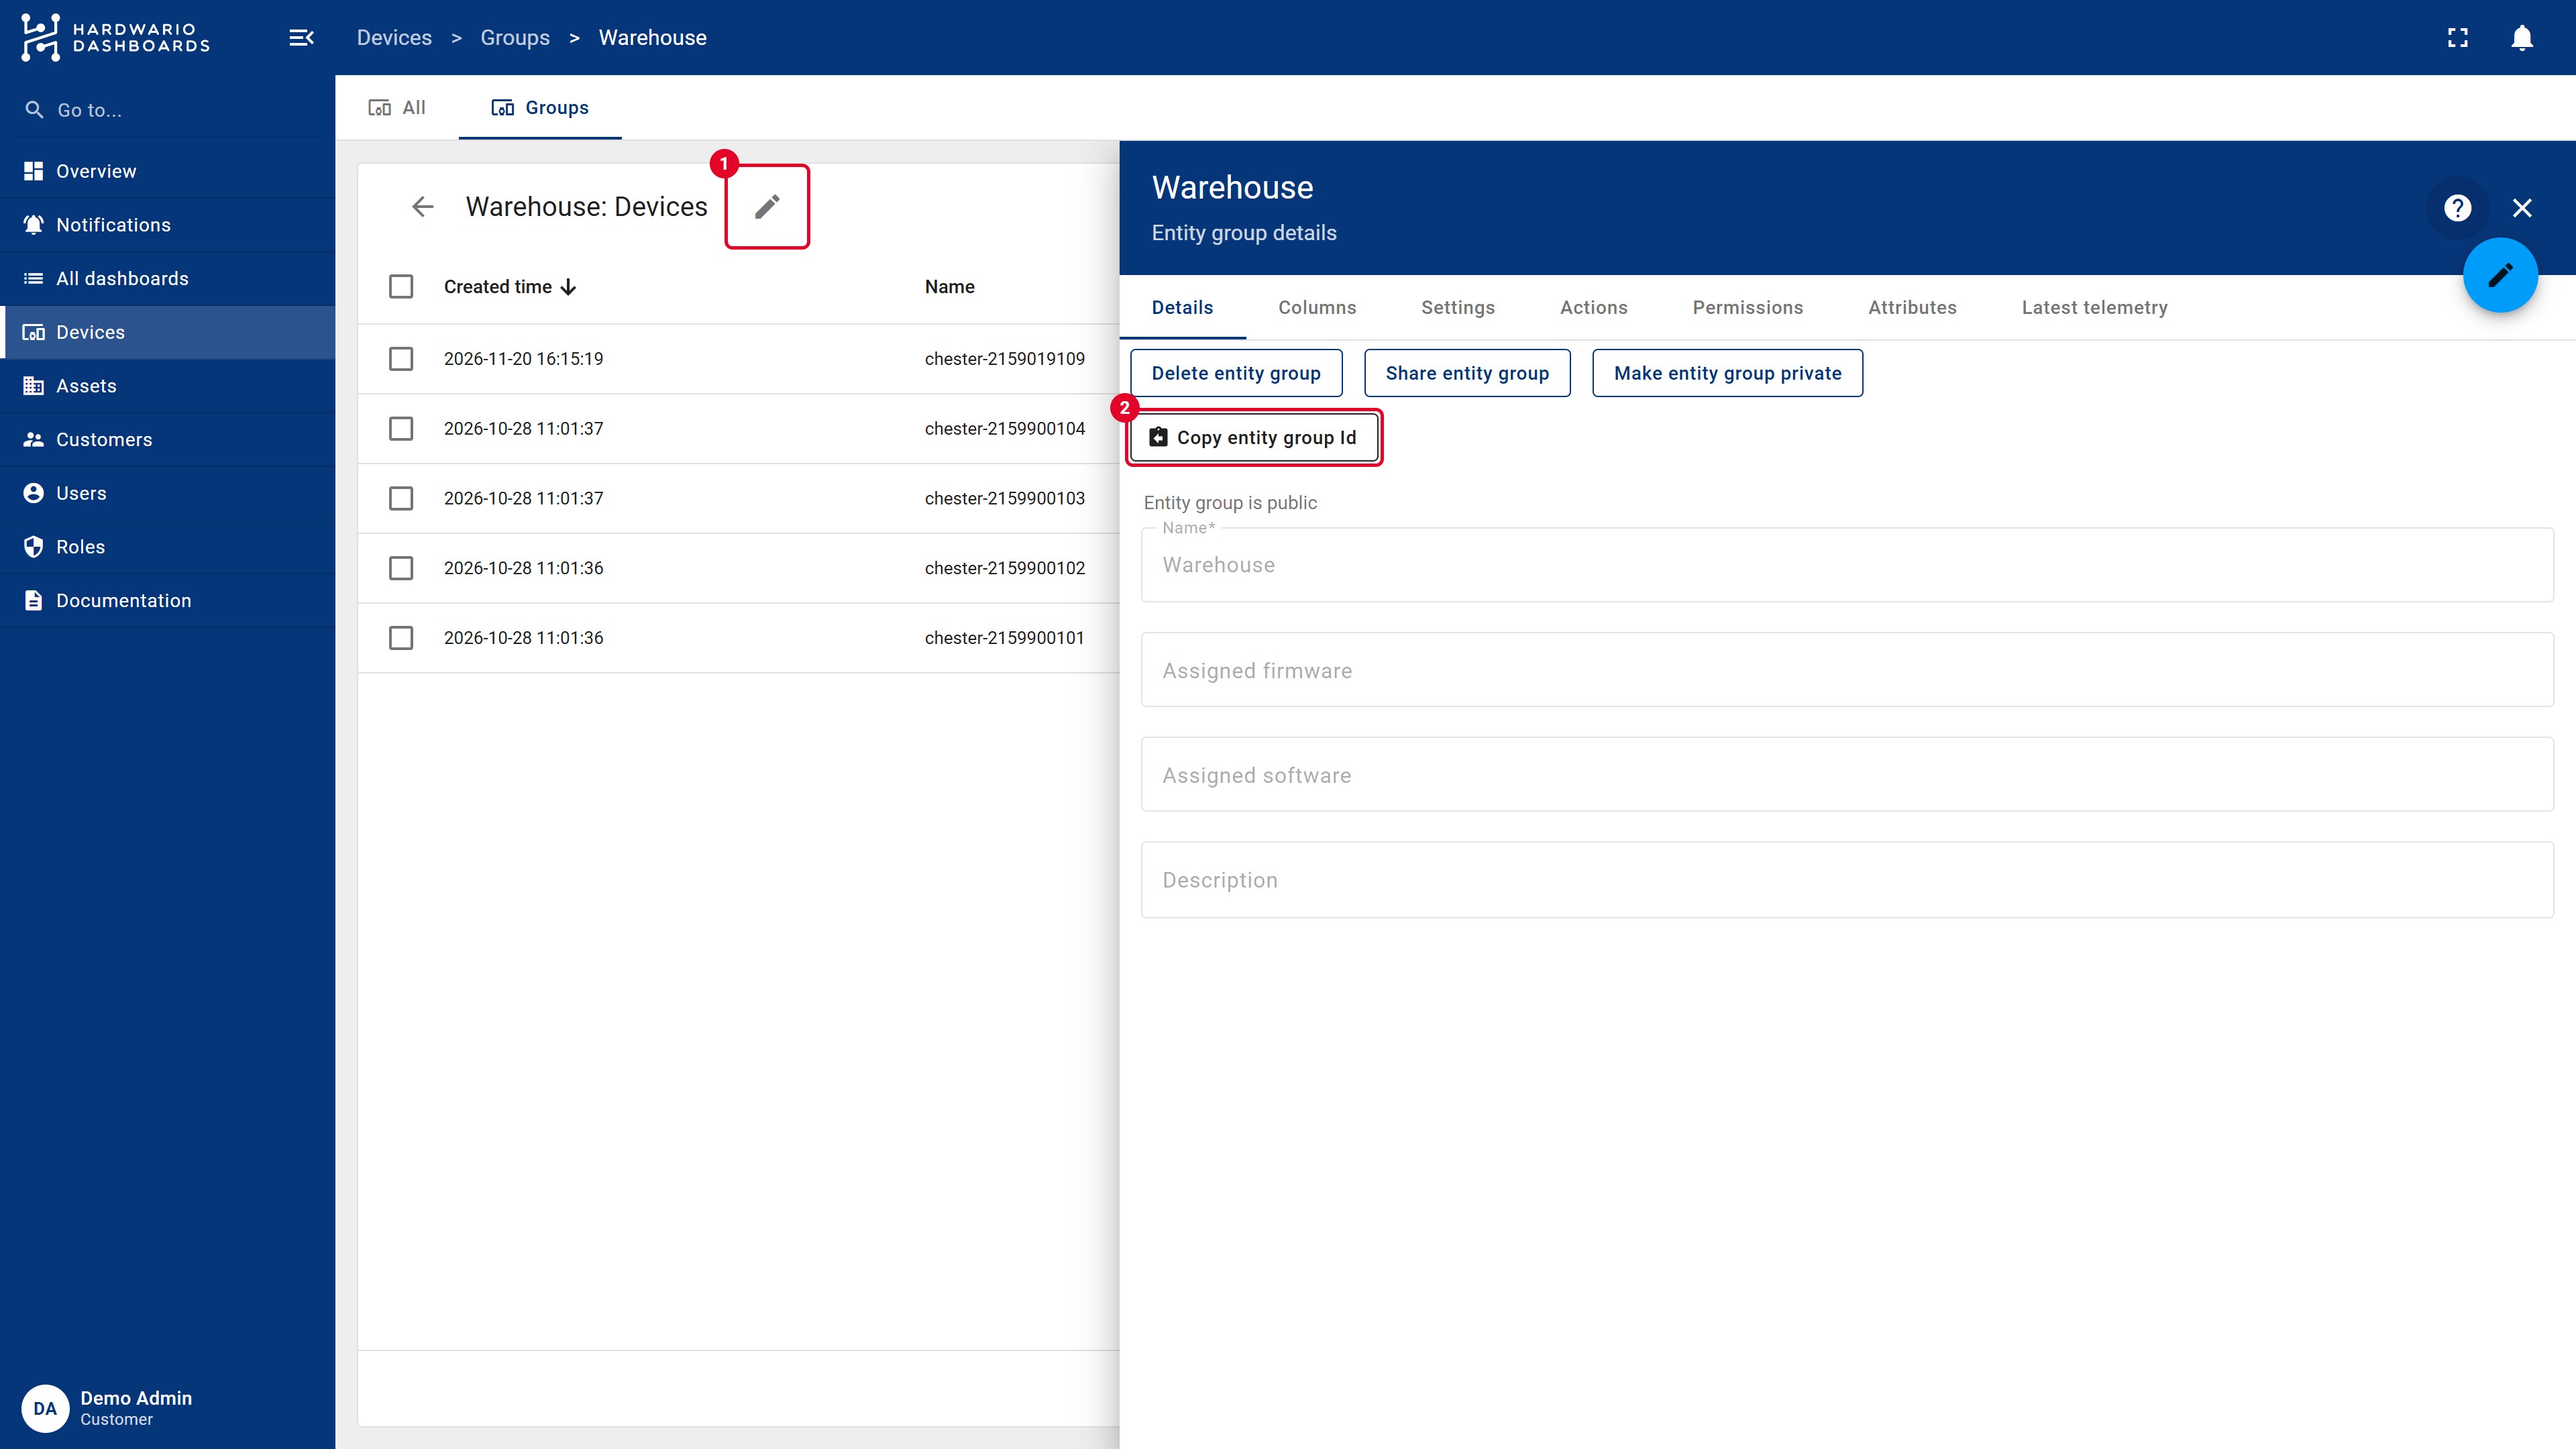 HARDWARIO
DASHBOARDS
Devices > Groups > Warehouse
Go to...
Overview
Notifications
All dashboards
Devices
Assets
Customers
Users
Roles
Documentation
DA
Demo Admin
Customer
All
Groups
1
Warehouse: Devices
Created time Name
2026-11-20 16:15:19 chester-2159019109
2026-10-28 11:01:37 chester-2159900104
2026-10-28 11:01:37 chester-2159900103
2026-10-28 11:01:36 chester-2159900102
2026-10-28 11:01:36 chester-2159900101
Warehouse
Entity group details
?
Details Columns Settings Actions Permissions Attributes Latest telemetry
Delete entity group Share entity group Make entity group private
2
Copy entity group Id
Entity group is public
Name*
Warehouse
Assigned firmware
Assigned software
Description